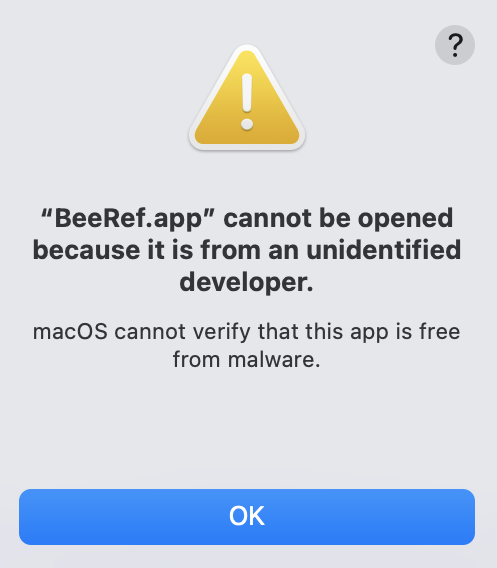 ?
“BeeRef.app” cannot be opened
because it is from an unidentified
developer.
macOS cannot verify that this app is free
from malware.
OK